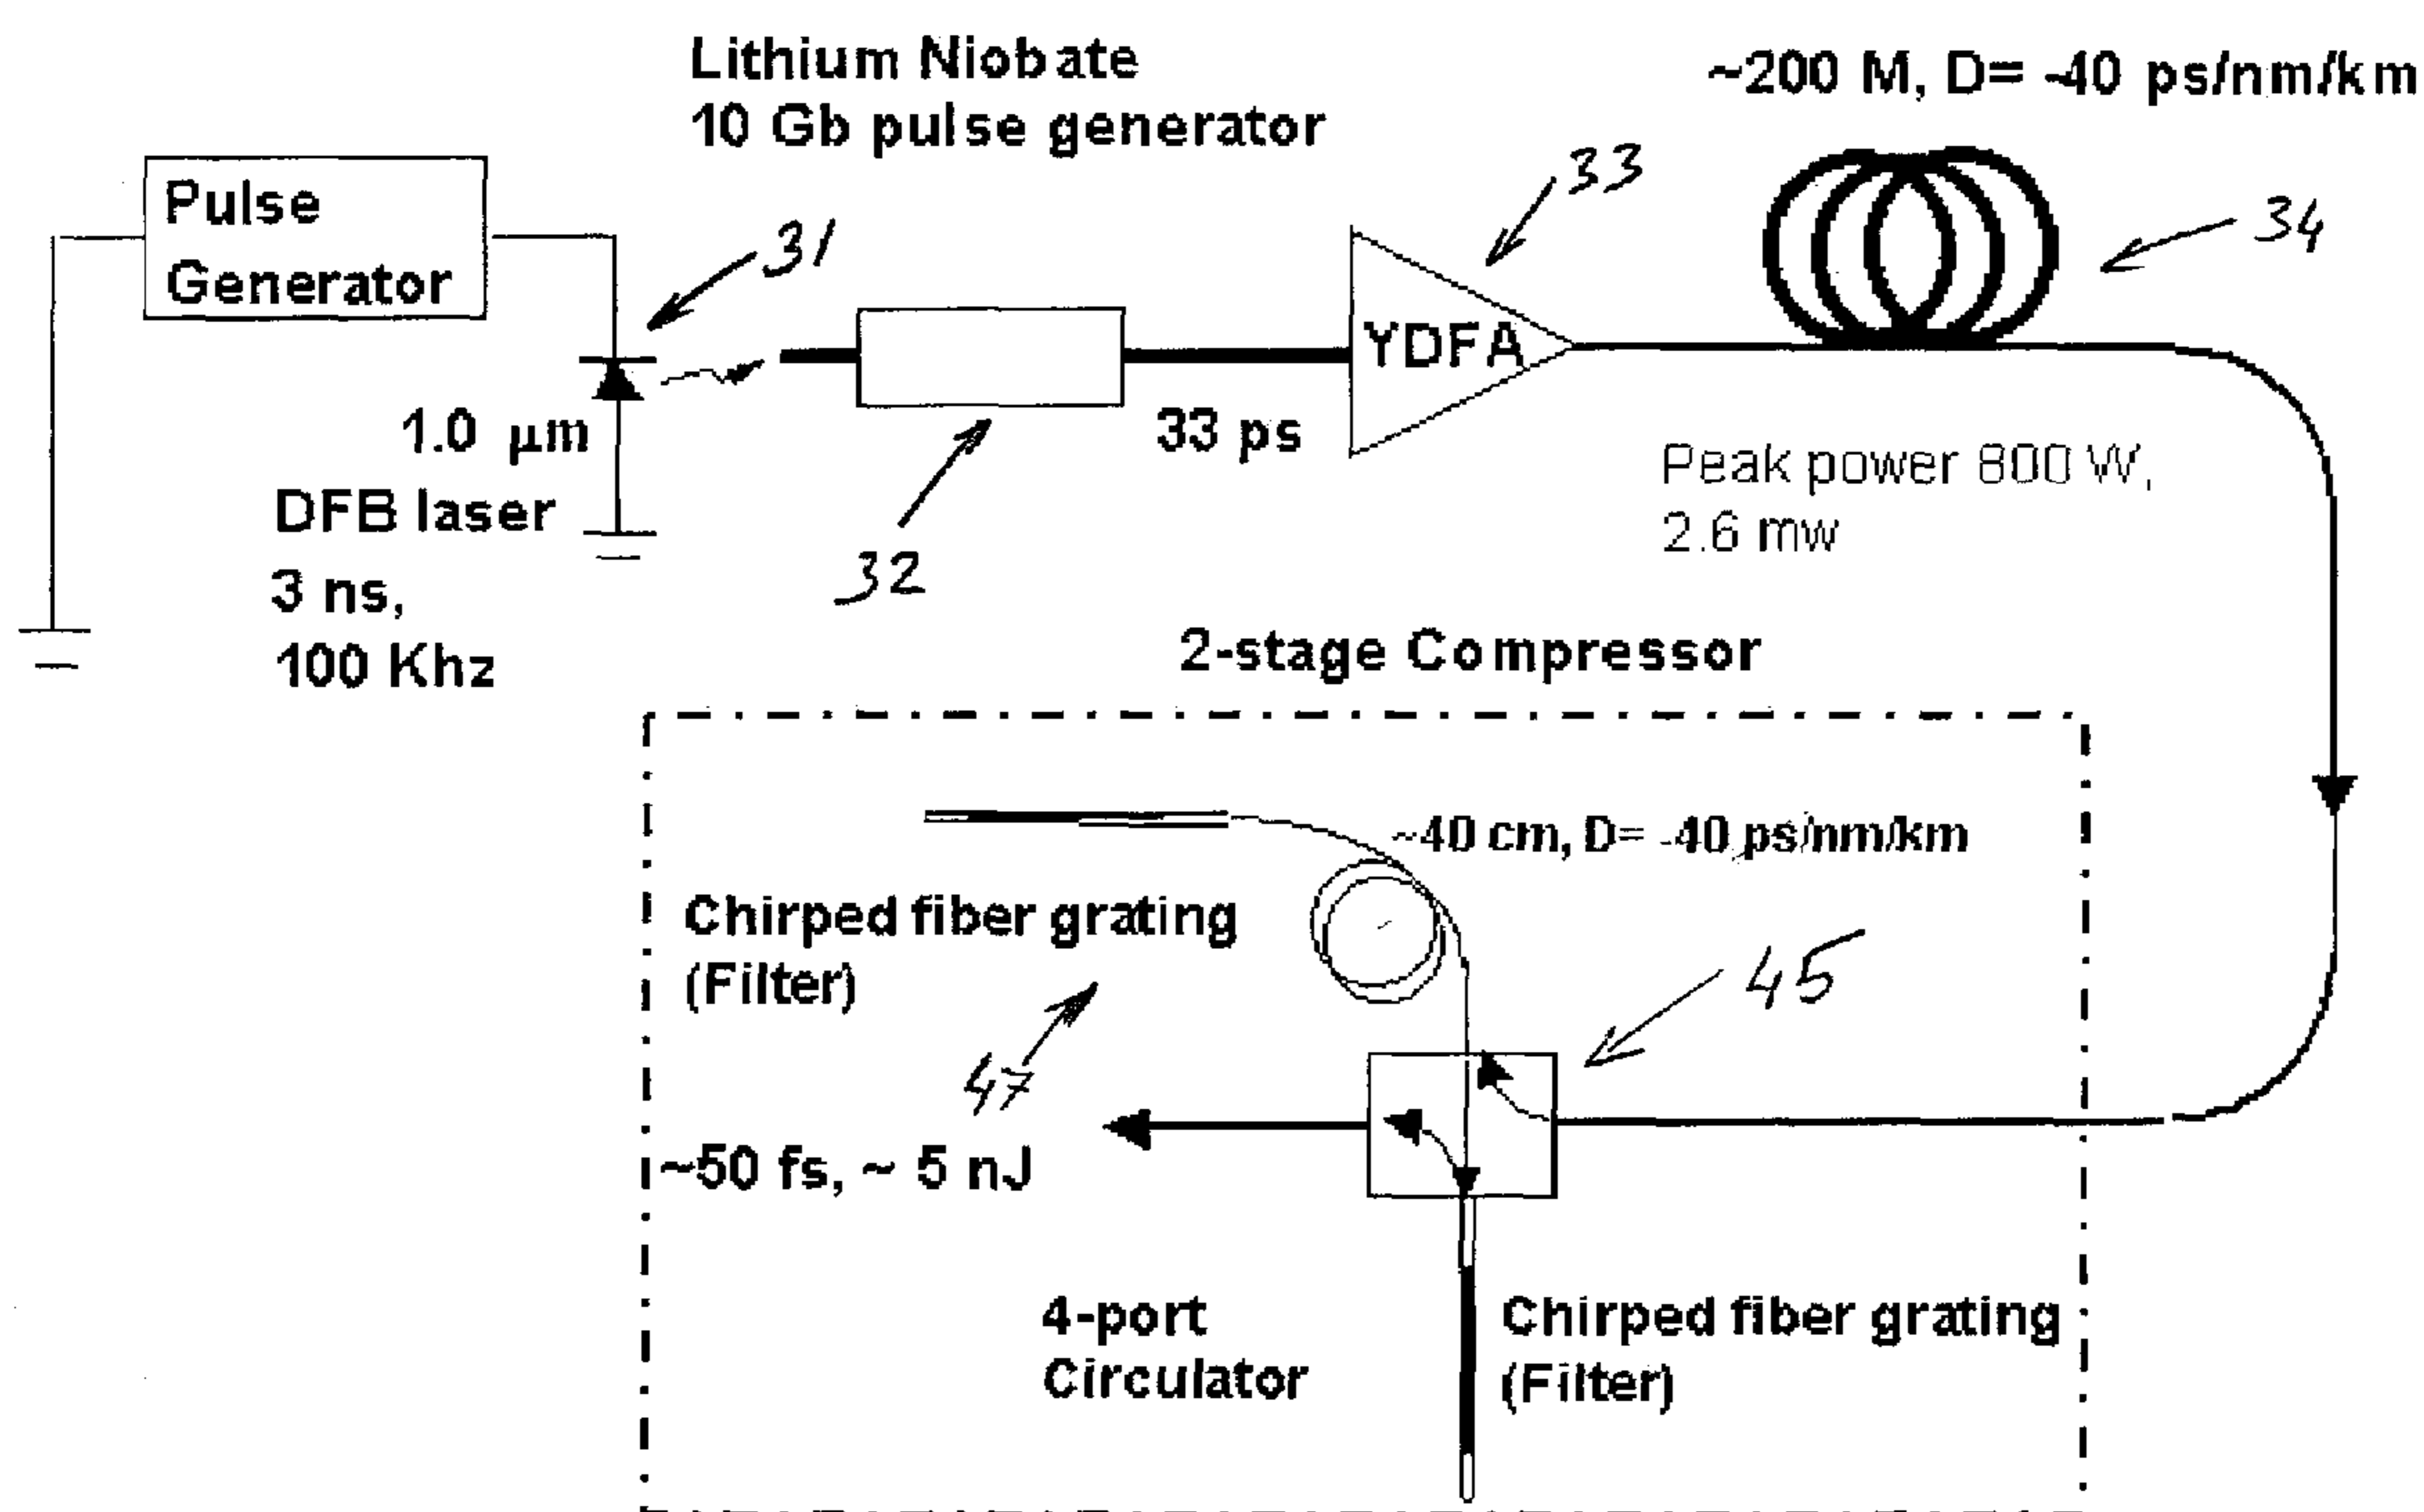 Lithium Niobate
10 Gb pulse generator
~200 M, D= -40 ps/nm/km
Pulse
Generator
31
33
34
YDFA
1.0 µm
DFB laser
3 ns,
100 Khz
32
33 ps
Peak power 800 W,
2.6 mw
2-stage Compressor
~40 cm, D= -40 ps/nm/km
Chirped fiber grating
(Filter)
45
47
~50 fs, ~ 5 nJ
4-port
Circulator
Chirped fiber grating
(Filter)